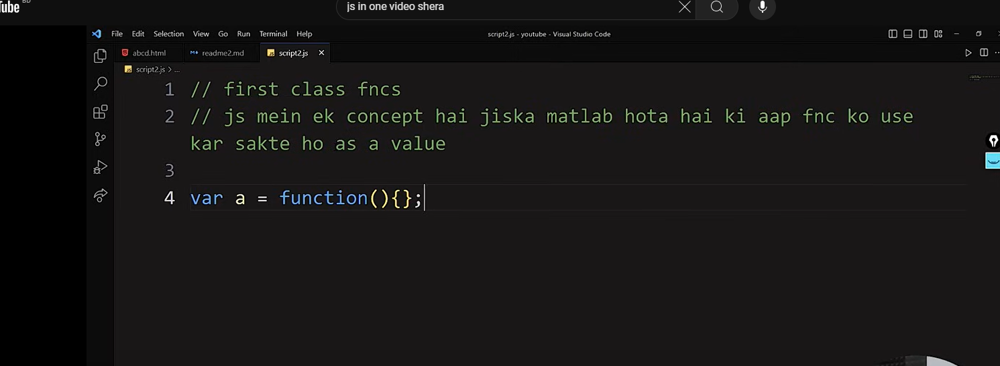 Tube BD
js in one video shera
File Edit Selection View Go Run Terminal Help
script2.js - youtube - Visual Studio Code
abcd.html
readme2.md
script2.js
script2.js > ...
1 // first class fncs
2 // js mein ek concept hai jiska matlab hota hai ki aap fnc ko use
kar sakte ho as a value
3
4 var a = function(){};